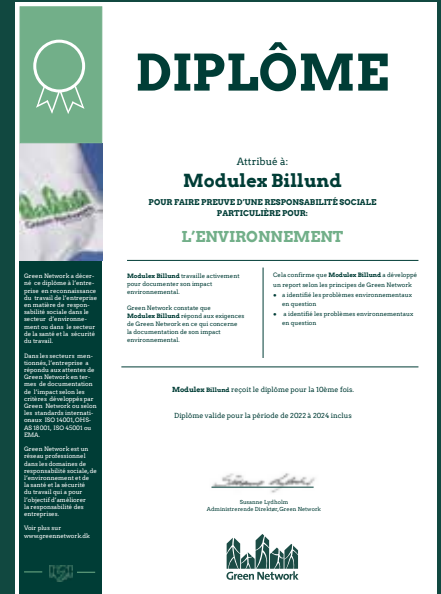 DIPLÔME
Attribué à:
Modulex Billund
POUR FAIRE PREUVE D'UNE RESPONSABILITÉ SOCIALE
PARTICULIÈRE POUR:
L'ENVIRONNEMENT
Green Network
Green Network a décer-
né ce diplôme à l'entre-
prise en reconnaissance
du travail de l'entreprise
en matière de respon-
sabilité sociale dans le
secteur d'environne-
ment ou dans le secteur
de la santé et la sécurité
du travail.
Dans les secteurs men-
tionnés, l'entreprise a
répondu aux attentes de
Green Network en ter-
mes de documentation
de l'impact selon les
critères développés par
Green Network ou selon
les standards internati-
onaux ISO 14001, OHS-
AS 18001, ISO 45001 ou
EMA.
Green Network est un
réseau professionnel
dans les domaines de
responsabilité sociale, de
l'environnement et de
la santé et la sécurité
du travail qui a pour
l'objectif d'améliorer
la responsabilité des
entreprises.
Voir plus sur
www.greennetwork.dk
Modulex Billund travaille activement
pour documenter son impact
environnemental.
Green Network constate que
Modulex Billund répond aux exigences
de Green Network en ce qui concerne
la documentation de son impact
environnemental.
Cela confirme que Modulex Billund a développé
un report selon les principes de Green Network
• a identifié les problèmes environnementaux
en question
• a identifié les problèmes environnementaux
en question
Modulex Billund reçoit le diplôme pour la 10ème fois.
Diplôme valide pour la période de 2022 à 2024 inclus
Susanne Lydholm
Administrerende Direktør, Green Network
Green Network